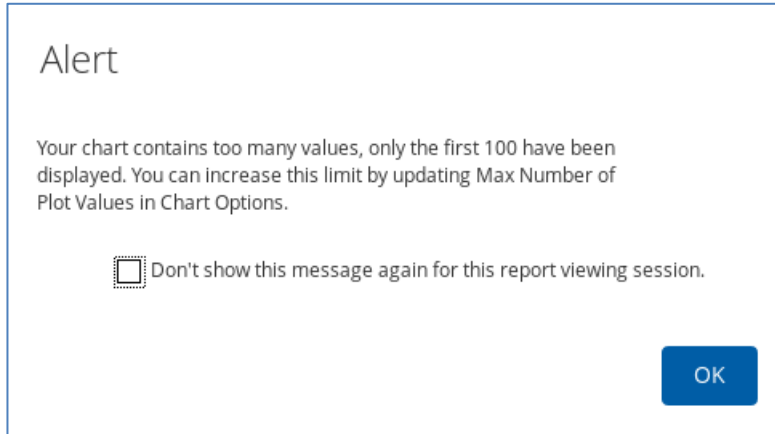 Alert
Your chart contains too many values, only the first 100 have been
displayed. You can increase this limit by updating Max Number of
Plot Values in Chart Options.
Don't show this message again for this report viewing session.
OK